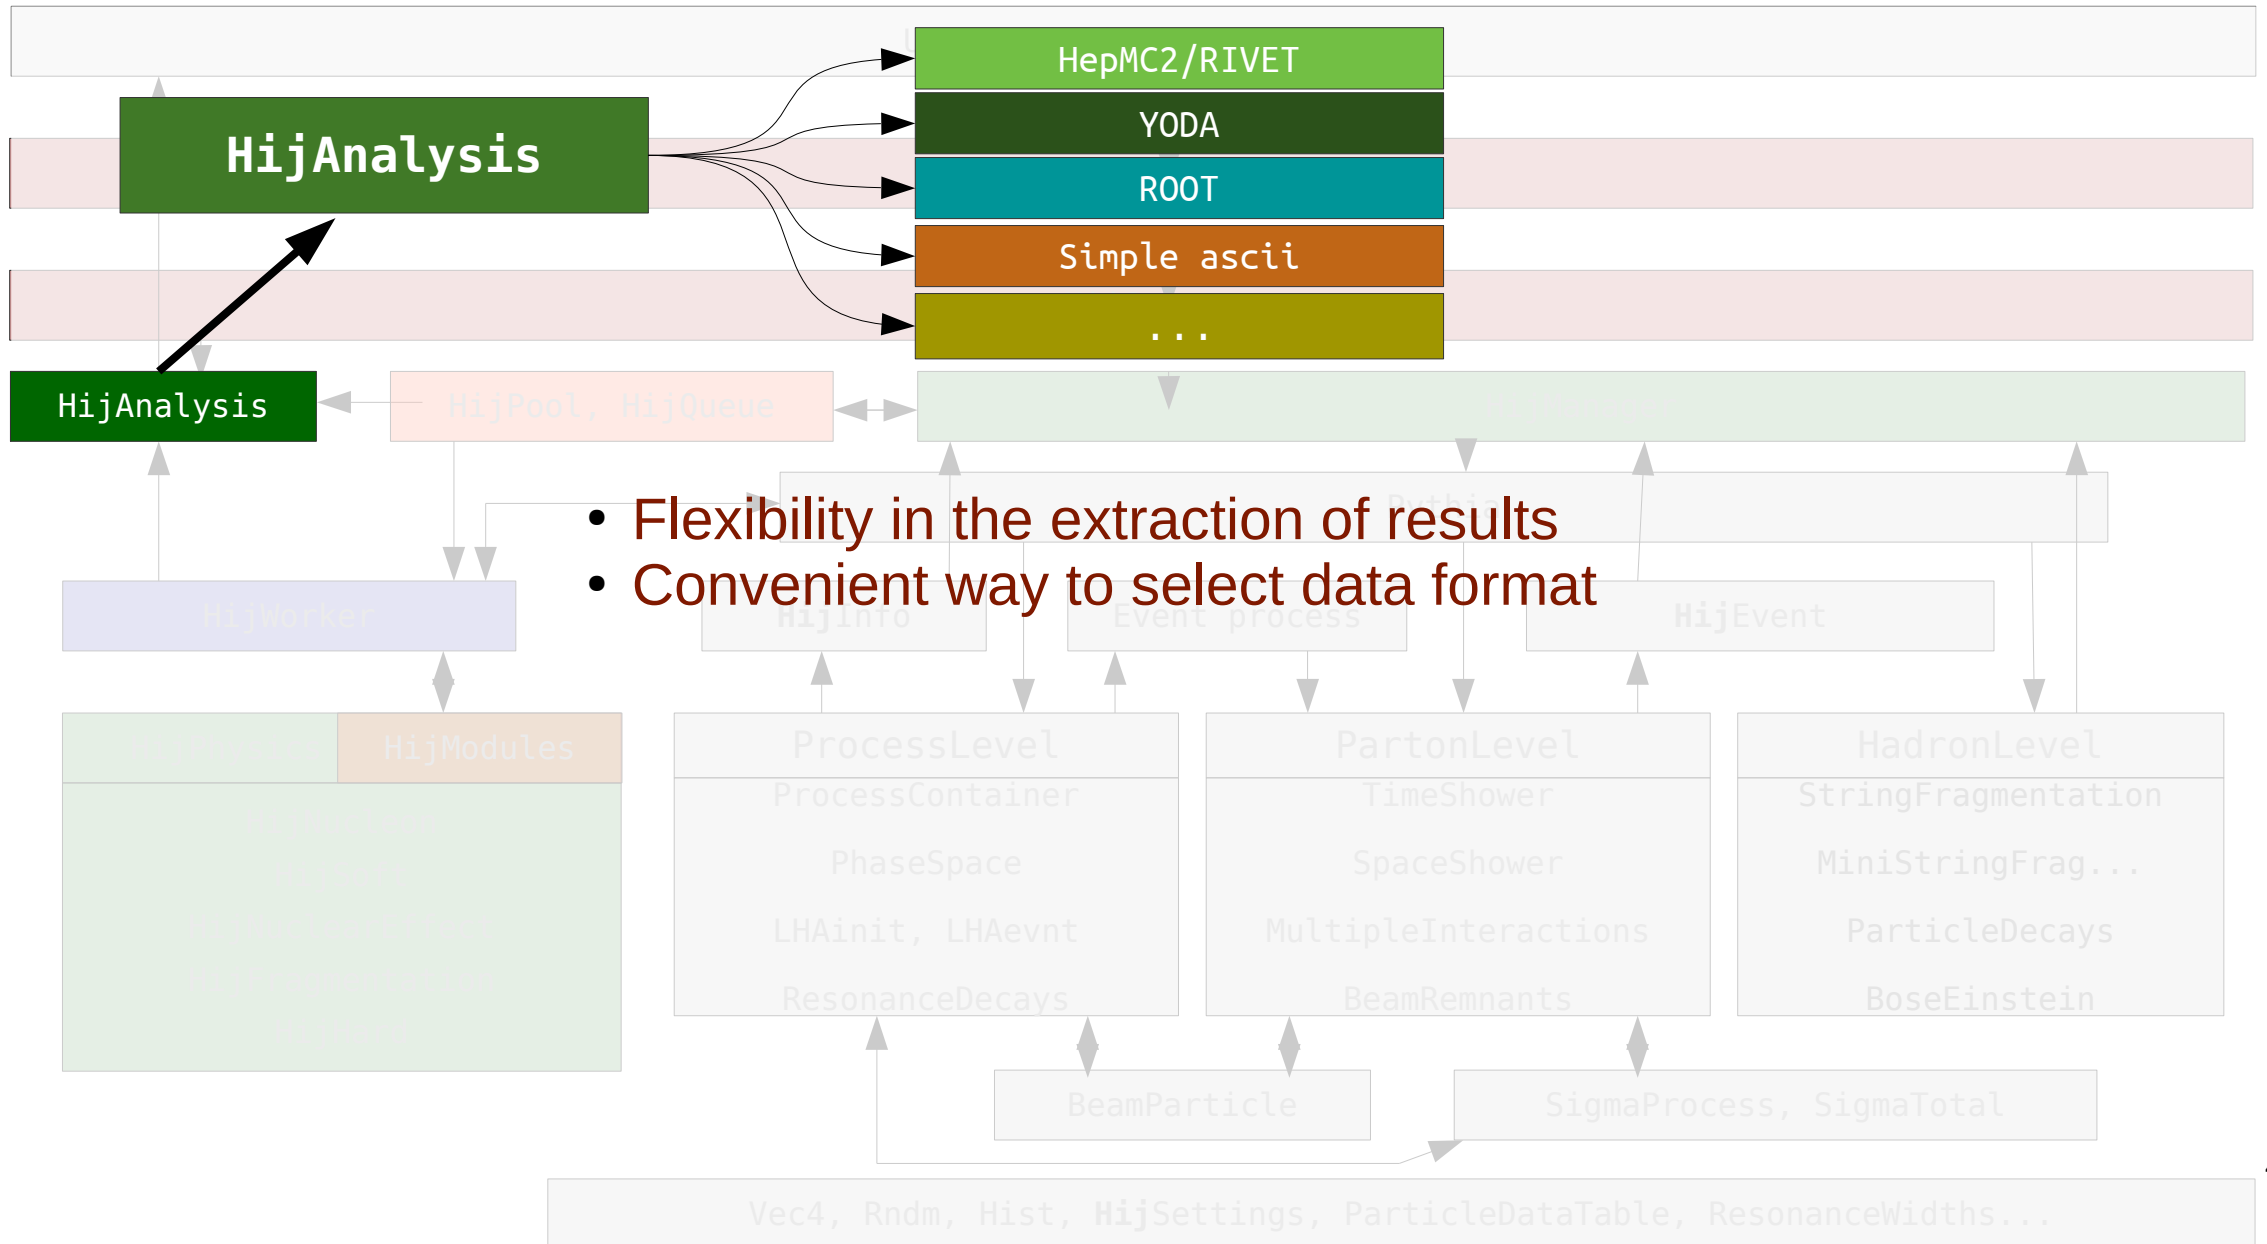 HepMC2/RIVET
YODA
HijAnalysis
ROOT
Simple ascii
...
HijAnalysis
HijPool, HijQueue
Pythia
• Flexibility in the extraction of results
• Convenient way to select data format
HijWorker
HijInfo
Event process
HijEvent
HijModules
ProcessLevel
PartonLevel
HadronLevel
ProcessContainer
TimeShower
StringFragmentation
PhaseSpace
SpaceShower
MiniStringFrag...
LHAinit, LHAevnt
MultipleInteractions
ParticleDecays
ResonanceDecays
BeamRemnants
BoseEinstein
BeamParticle
SigmaProcess, SigmaTotal
Vec4, Rndm, Hist, HijSettings, ParticleDataTable, ResonanceWidths...